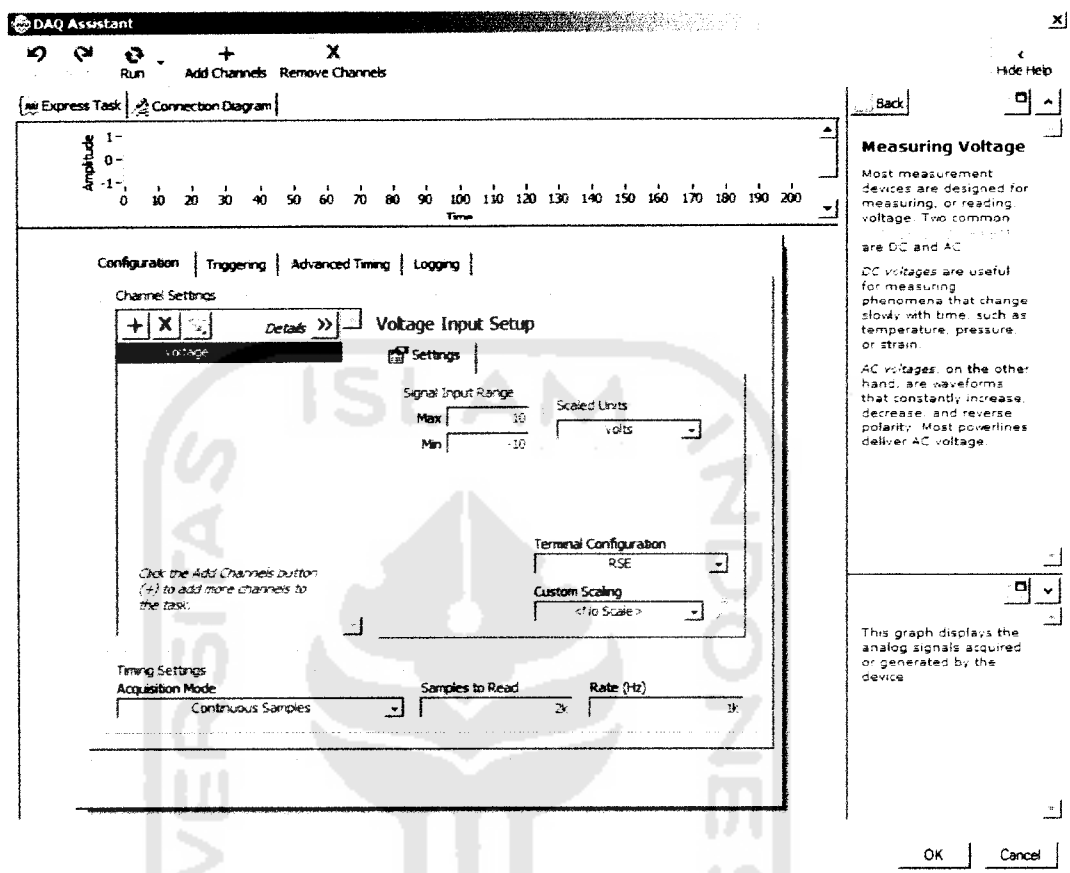 DAQ Assistant
Run
Add Channels
Remove Channels
Hide Help
Express Task
Connection Diagram
Back
Amplitude
1-
0-
-1-
0 10 20 30 40 50 60 70 80 90 100 110 120 130 140 150 160 170 180 190 200
Time
Measuring Voltage
Most measurement
devices are designed for
measuring, or reading,
voltage. Two common
are DC and AC
DC voltages are useful
for measuring
phenomena that change
slowly with time, such as
temperature, pressure,
or strain.
AC voltages, on the other
hand, are waveforms
that constantly increase,
decrease, and reverse
polarity. Most powerlines
deliver AC voltage.
Configuration
Triggering
Advanced Timing
Logging
Channel Settings
Details >>
Voltage
Voltage Input Setup
Settings
Signal Input Range
Max 10
Min -10
Scaled Units
volts
Click the Add Channels button
(+) to add more channels to
the task.
Terminal Configuration
RSE
Custom Scaling
<No Scale>
Timing Settings
Acquisition Mode
Continuous Samples
Samples to Read
2k
Rate (Hz)
1k
This graph displays the
analog signals acquired
or generated by the
device
OK
Cancel
ISLAM